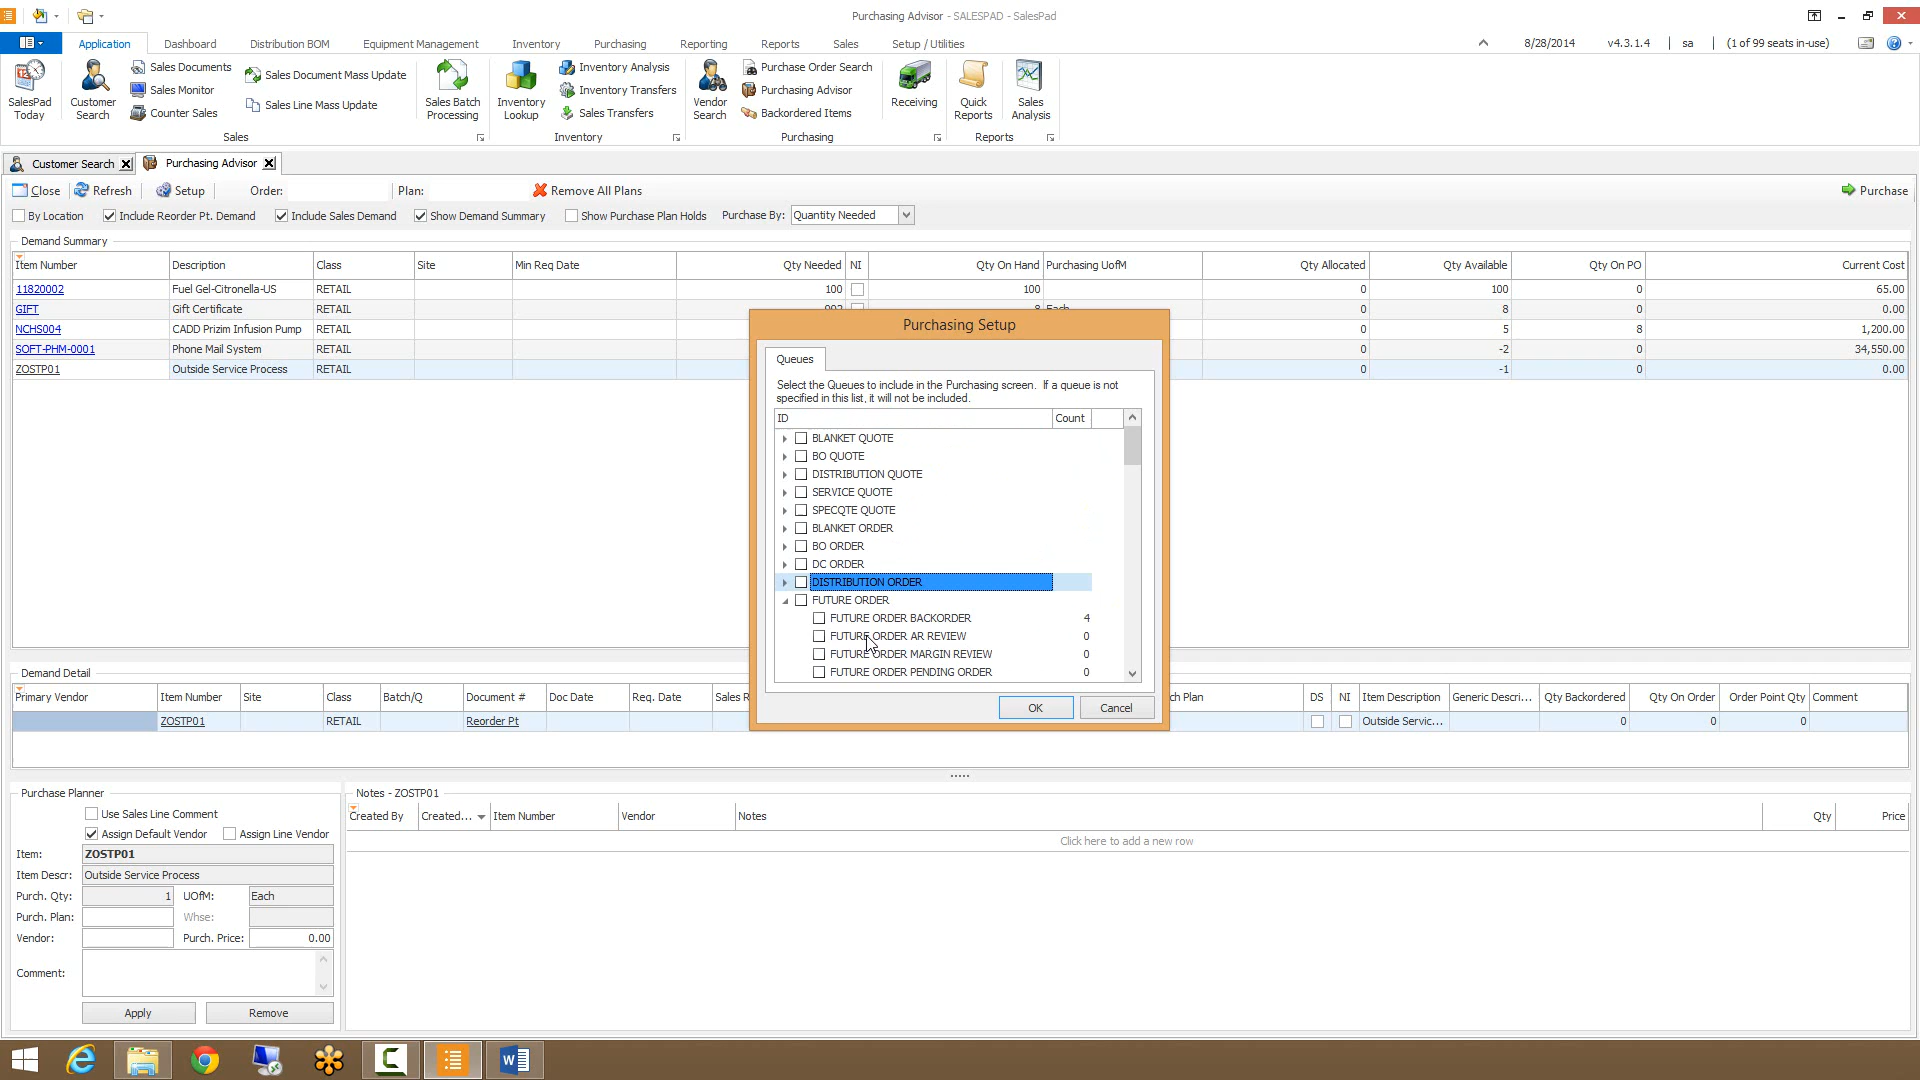 Purchasing Advisor - SALESPAD - SalesPad
Application Dashboard Distribution BOM Equipment Management Inventory Purchasing Reporting Reports Sales Setup / Utilities 8/28/2014 v4.3.1.4 sa (1 of 99 seats in-use)
SalesPad Today
Customer Search
Sales Documents
Sales Monitor
Counter Sales
Sales Document Mass Update
Sales Line Mass Update
Sales Batch Processing
Inventory Lookup
Inventory Analysis
Inventory Transfers
Sales Transfers
Vendor Search
Purchase Order Search
Purchasing Advisor
Backordered Items
Receiving
Quick Reports
Sales Analysis
Sales Inventory Purchasing Reports
Customer Search Purchasing Advisor
Close Refresh Setup Order: Plan: Remove All Plans Purchase
By Location Include Reorder Pt. Demand Include Sales Demand Show Demand Summary Show Purchase Plan Holds Purchase By: Quantity Needed
Demand Summary
Item Number Description Class Site Min Req Date Qty Needed NI Qty On Hand Purchasing UofM Qty Allocated Qty Available Qty On PO Current Cost
11820002 Fuel Gel-Citronella-US RETAIL 100 100 0 100 0 65.00
GIFT Gift Certificate RETAIL 8 Each 0 8 0 0.00
NCHS004 CADD Prizim Infusion Pump RETAIL 0 5 8 1,200.00
SOFT-PHM-0001 Phone Mail System RETAIL 0 -2 0 34,550.00
ZOSTP01 Outside Service Process RETAIL 0 -1 0 0.00
Purchasing Setup
Queues
Select the Queues to include in the Purchasing screen. If a queue is not
specified in this list, it will not be included.
ID Count
BLANKET QUOTE
BO QUOTE
DISTRIBUTION QUOTE
SERVICE QUOTE
SPECQTE QUOTE
BLANKET ORDER
BO ORDER
DC ORDER
DISTRIBUTION ORDER
FUTURE ORDER
FUTURE ORDER BACKORDER 4
FUTURE ORDER AR REVIEW 0
FUTURE ORDER MARGIN REVIEW 0
FUTURE ORDER PENDING ORDER 0
OK Cancel
Demand Detail
Primary Vendor Item Number Site Class Batch/Q Document # Doc Date Req. Date Sales R ch Plan DS NI Item Description Generic Descri... Qty Backordered Qty On Order Order Point Qty Comment
ZOSTP01 RETAIL Reorder Pt Outside Servic... 0 0 0
Purchase Planner
Use Sales Line Comment
Assign Default Vendor Assign Line Vendor
Item: ZOSTP01
Item Descr: Outside Service Process
Purch. Qty: 1 UOfM: Each
Purch. Plan: Whse:
Vendor: Purch. Price: 0.00
Comment:
Apply Remove
Notes - ZOSTP01
Created By Created... Item Number Vendor Notes Qty Price
Click here to add a new row